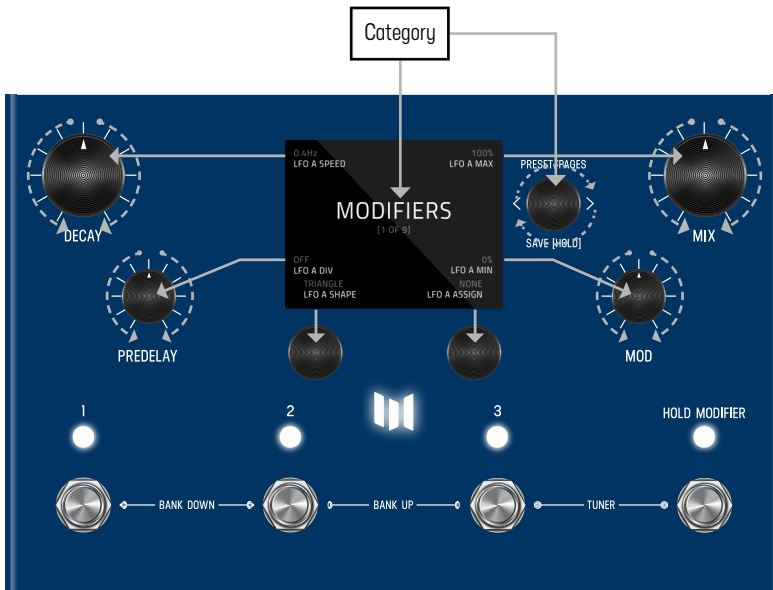 Category
0.4Hz
LFO A SPEED
100%
LFO A MAX
PRESET/PAGES
MODIFIERS
[1 OF 9]
DECAY
SAVE [HOLD]
MIX
OFF
LFO A DIV
0%
LFO A MIN
TRIANGLE
LFO A SHAPE
NONE
LFO A ASSIGN
PREDELAY
MOD
1
2
3
HOLD MODIFIER
BANK DOWN
BANK UP
TUNER